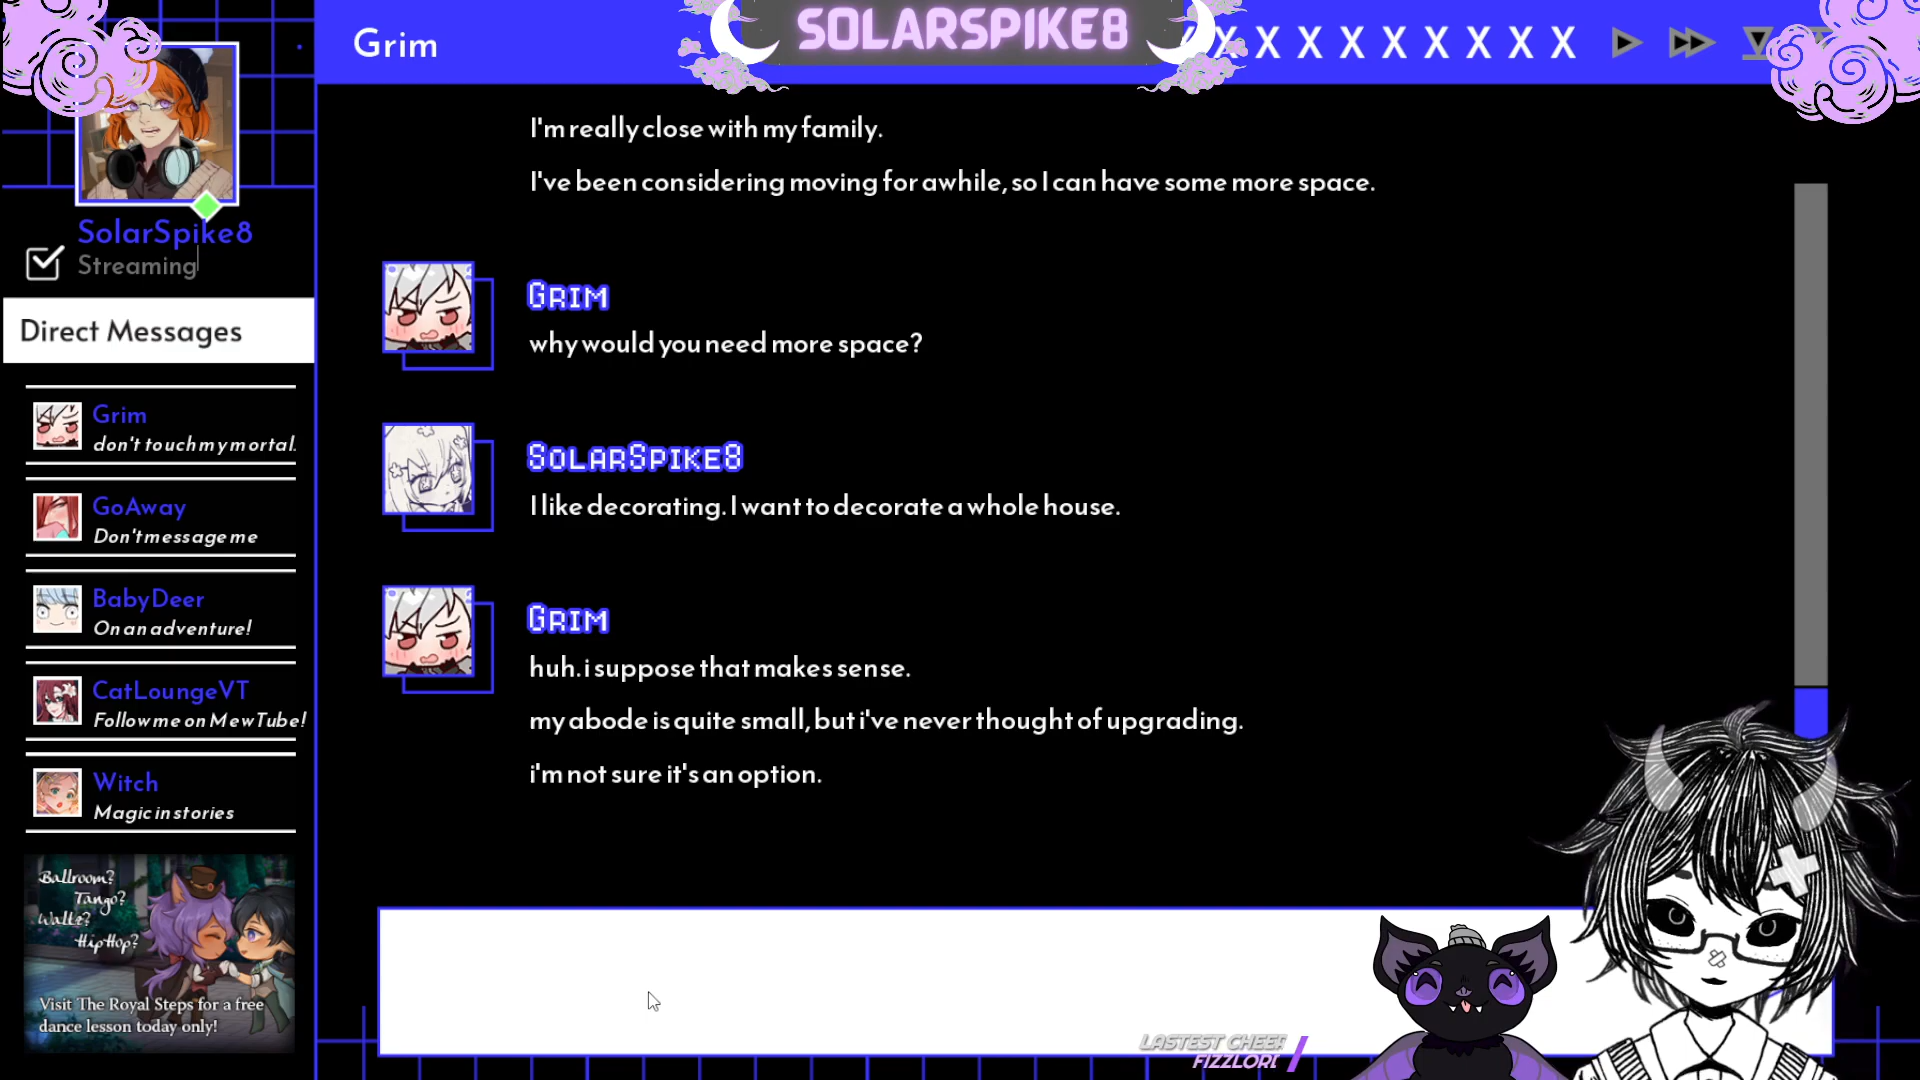 SolarSpike8
Streaming
Direct Messages
Grim
don't touch my mortal.
GoAway
Don't message me
BabyDeer
On an adventure!
CatLoungeVT
Follow me on MewTube!
Witch
Magic in stories
Ballroom?
Tango?
Waltz?
HipHop?
Visit The Royal Steps for a free
dance lesson today only!
Grim
SOLARSPIKE8
X X X X X X X X X
I'm really close with my family.
I've been considering moving for awhile, so I can have some more space.
Grim
why would you need more space?
SolarSpike8
I like decorating. I want to decorate a whole house.
Grim
huh. i suppose that makes sense.
my abode is quite small, but i've never thought of upgrading.
i'm not sure it's an option.
LASTEST CHEER
FIZZLORI